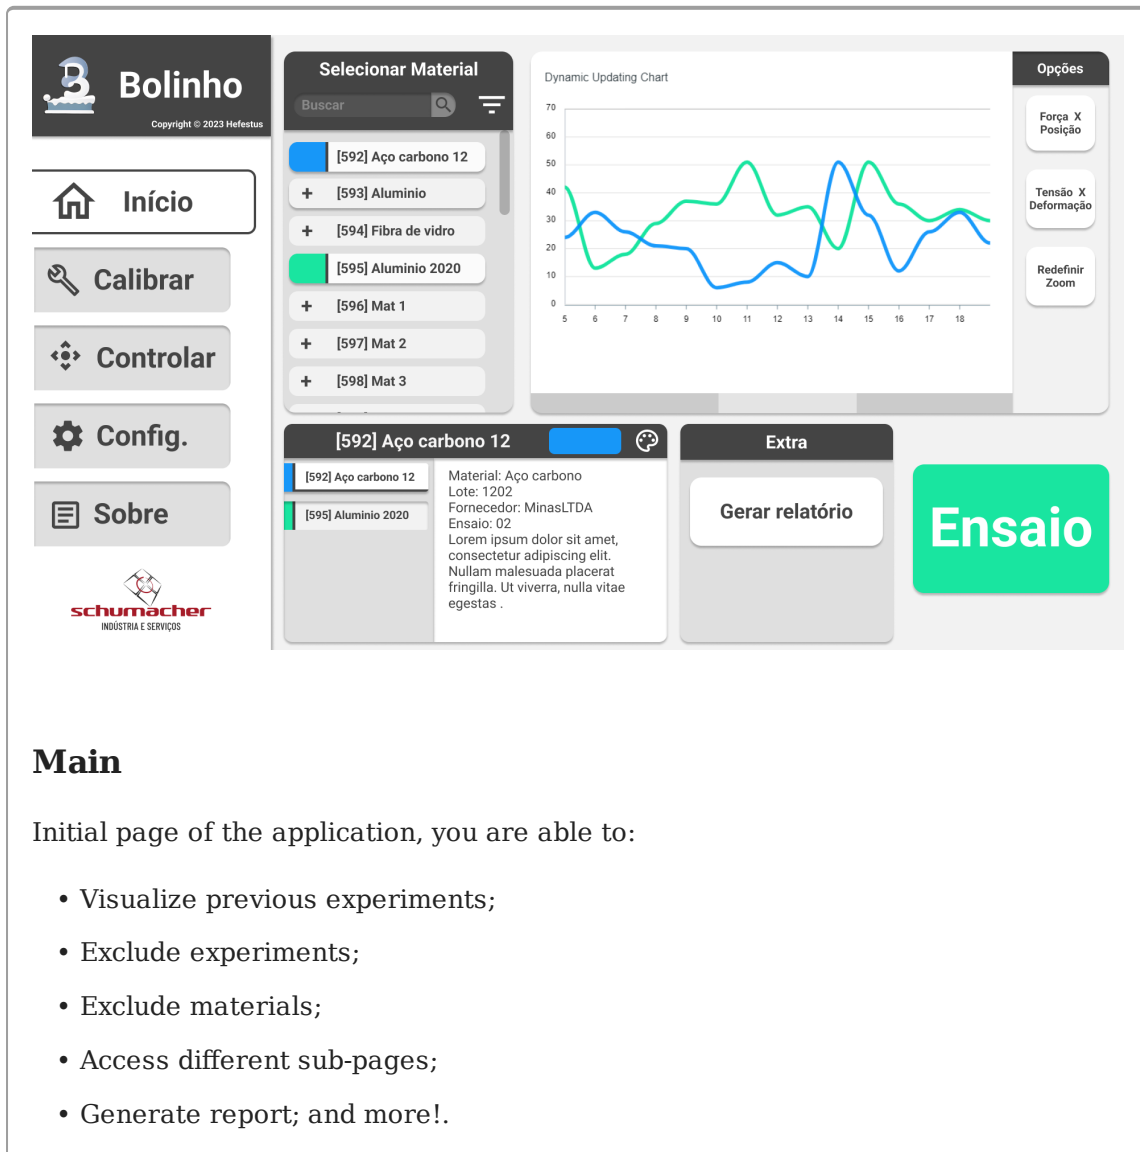 Bolinho
Copyright © 2023 Hefestus
Início
Calibrar
Controlar
Config.
Sobre
schumacher
INDÚSTRIA E SERVIÇOS
Selecionar Material
Buscar
[592] Aço carbono 12
+ [593] Aluminio
+ [594] Fibra de vidro
[595] Aluminio 2020
+ [596] Mat 1
+ [597] Mat 2
+ [598] Mat 3
Dynamic Updating Chart
70
60
50
40
30
20
10
0
5 6 7 8 9 10 11 12 13 14 15 16 17 18
Opções
Força X
Posição
Tensão X
Deformação
Redefinir
Zoom
[592] Aço carbono 12
[592] Aço carbono 12
[595] Aluminio 2020
Material: Aço carbono
Lote: 1202
Fornecedor: MinasLTDA
Ensaio: 02
Lorem ipsum dolor sit amet,
consectetur adipiscing elit.
Nullam malesuada placerat
fringilla. Ut viverra, nulla vitae
egestas .
Extra
Gerar relatório
Ensaio
Main
Initial page of the application, you are able to:
• Visualize previous experiments;
• Exclude experiments;
• Exclude materials;
• Access different sub-pages;
• Generate report; and more!.